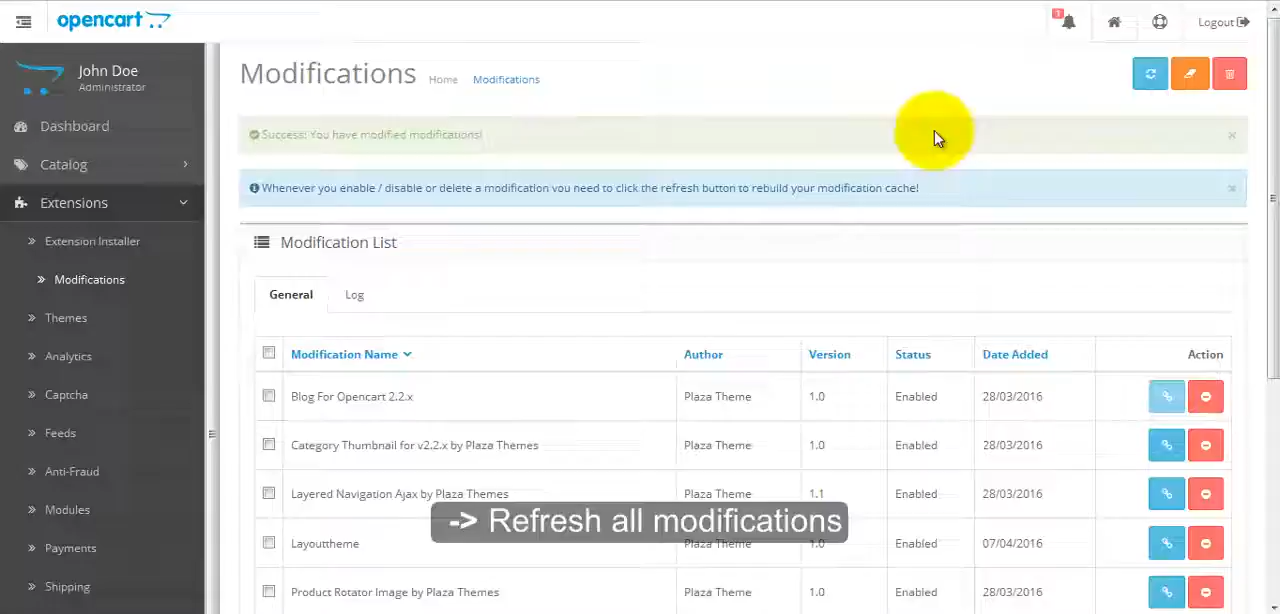 opencart
1
Logout
John Doe
Administrator
Dashboard
Catalog
Extensions
Extension Installer
Modifications
Themes
Analytics
Captcha
Feeds
Anti-Fraud
Modules
Payments
Shipping
Modifications
Home
Modifications
Success: You have modified modifications!
Whenever you enable / disable or delete a modification you need to click the refresh button to rebuild your modification cache!
Modification List
General
Log
Modification Name Author Version Status Date Added Action
Blog For Opencart 2.2.x Plaza Theme 1.0 Enabled 28/03/2016
Category Thumbnail for v2.2.x by Plaza Themes Plaza Theme 1.0 Enabled 28/03/2016
Layered Navigation Ajax by Plaza Themes Plaza Theme 1.1 Enabled 28/03/2016
-> Refresh all modifications
Layouttheme Plaza Theme 1.0 Enabled 07/04/2016
Product Rotator Image by Plaza Themes Plaza Theme 1.0 Enabled 28/03/2016